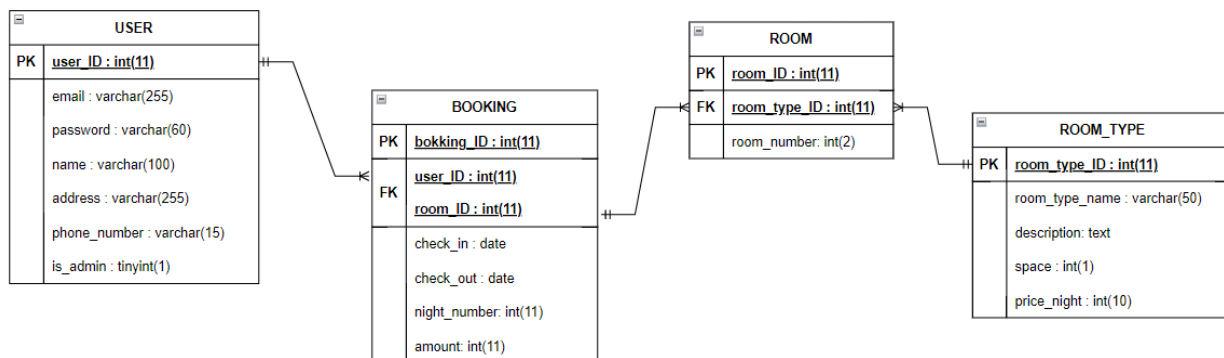 USER
PK user_ID : int(11)
email : varchar(255)
password : varchar(60)
name : varchar(100)
address : varchar(255)
phone_number : varchar(15)
is_admin : tinyint(1)
BOOKING
PK bokking_ID : int(11)
FK user_ID : int(11)
room_ID : int(11)
check_in : date
check_out : date
night_number: int(11)
amount: int(11)
ROOM
PK room_ID : int(11)
FK room_type_ID : int(11)
room_number: int(2)
ROOM_TYPE
PK room_type_ID : int(11)
room_type_name : varchar(50)
description: text
space : int(1)
price_night : int(10)